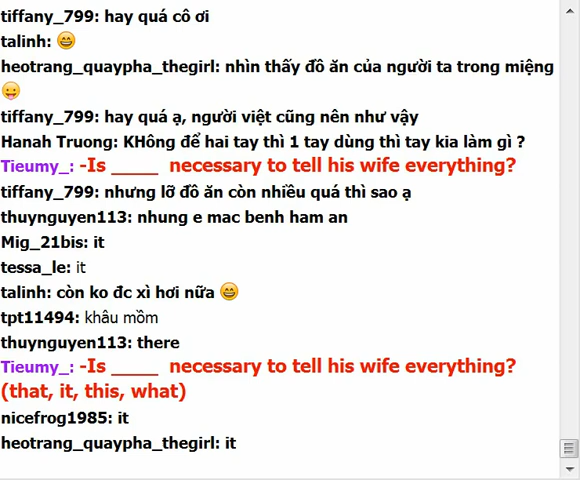 tiffany_799: hay quá cô ơi
talinh: 😄
heotrang_quaypha_thegirl: nhìn thấy đồ ăn của người ta trong miệng
😛
tiffany_799: hay quá ạ, người việt cũng nên như vậy
Hanah Truong: KHông để hai tay thì 1 tay dùng thì tay kia làm gì ?
Tieumy_: -Is ____ necessary to tell his wife everything?
tiffany_799: nhưng lỡ đồ ăn còn nhiều quá thì sao ạ
thuynguyen113: nhung e mac benh ham an
Mig_21bis: it
tessa_le: it
talinh: còn ko đc xì hơi nữa 😄
tpt11494: khâu mồm
thuynguyen113: there
Tieumy_: -Is ____ necessary to tell his wife everything?
(that, it, this, what)
nicefrog1985: it
heotrang_quaypha_thegirl: it